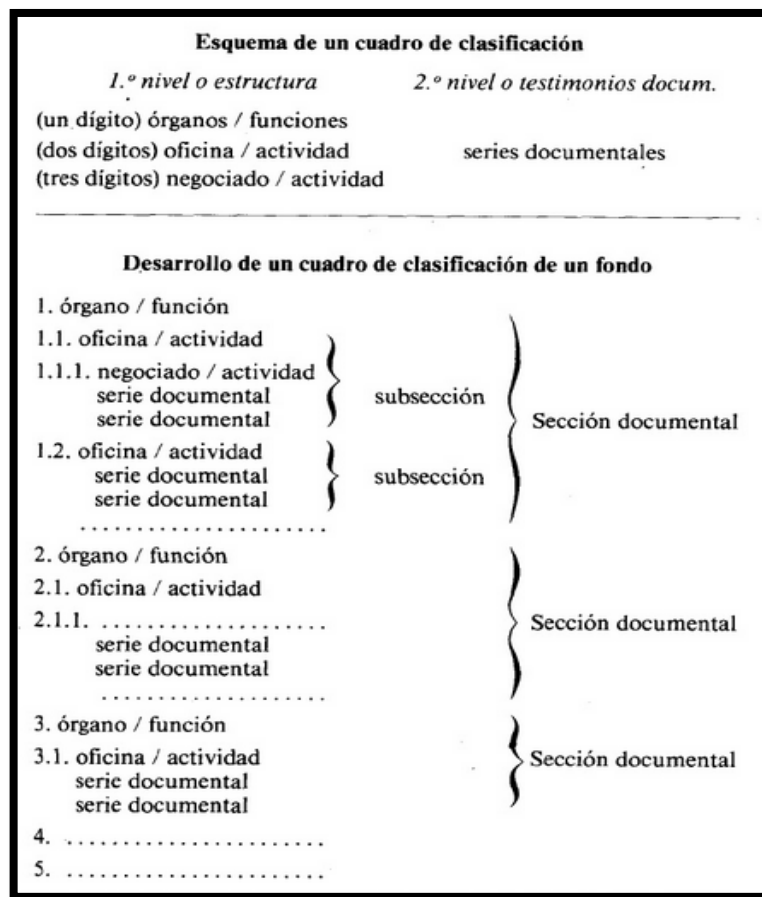 Esquema de un cuadro de clasificación
1.º nivel o estructura 2.º nivel o testimonios docum.
(un dígito) órganos / funciones
(dos dígitos) oficina / actividad series documentales
(tres dígitos) negociado / actividad
Desarrollo de un cuadro de clasificación de un fondo
1. órgano / función
1.1. oficina / actividad
1.1.1. negociado / actividad
serie documental
subsección
serie documental
Sección documental
1.2. oficina / actividad
serie documental
subsección
serie documental
. . . . . . . . . . . . . . . . . . . . . . .
2. órgano / función
2.1. oficina / actividad
2.1.1. . . . . . . . . . . . . . . . . . . . . . Sección documental
serie documental
serie documental
. . . . . . . . . . . . . . . . . . . . .
3. órgano / función
3.1. oficina / actividad Sección documental
serie documental
serie documental
4. . . . . . . . . . . . . . . . . . . . . . . . .
5. . . . . . . . . . . . . . . . . . . . . . . . .